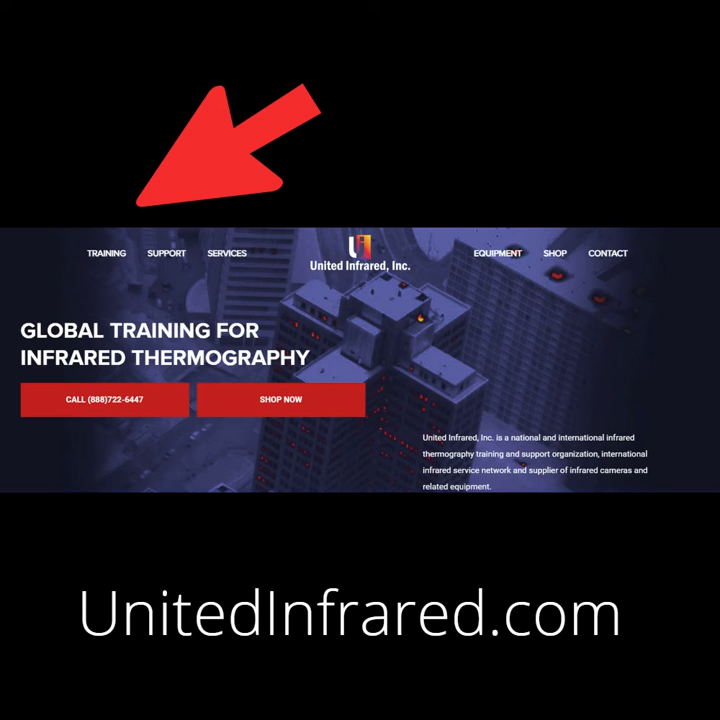 TRAINING SUPPORT SERVICES UI United Infrared, Inc. EQUIPMENT SHOP CONTACT
GLOBAL TRAINING FOR
INFRARED THERMOGRAPHY
CALL (888)722-6447 SHOP NOW
United Infrared, Inc. is a national and international infrared
thermography training and support organization, international
infrared service network and supplier of infrared cameras and
related equipment.
UnitedInfrared.com